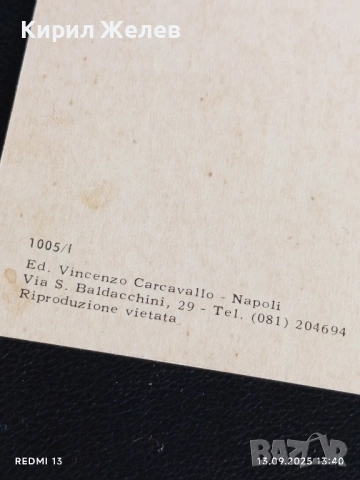 Кирил Желев
1005/I
Ed. Vincenzo Carcavallo - Napoli
Via S. Baldacchini, 29 - Tel. (081) 204694
Riproduzione vietata
REDMI 13
13.09.2025 13:40
BAZAR